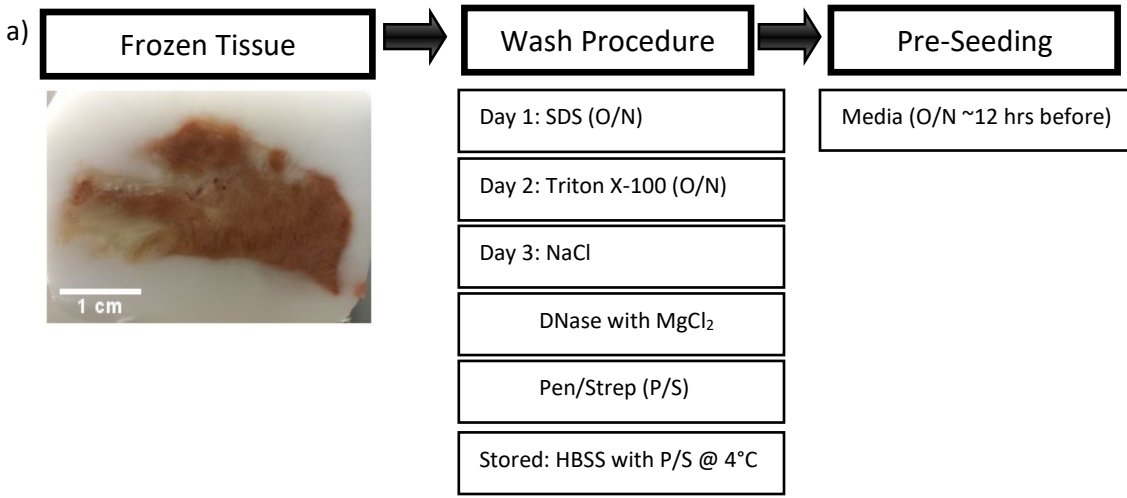 a)
Frozen Tissue
Wash Procedure
Pre-Seeding
1 cm
Day 1: SDS (O/N)
Day 2: Triton X-100 (O/N)
Day 3: NaCl
DNase with MgCl₂
Pen/Strep (P/S)
Stored: HBSS with P/S @ 4°C
Media (O/N ~12 hrs before)